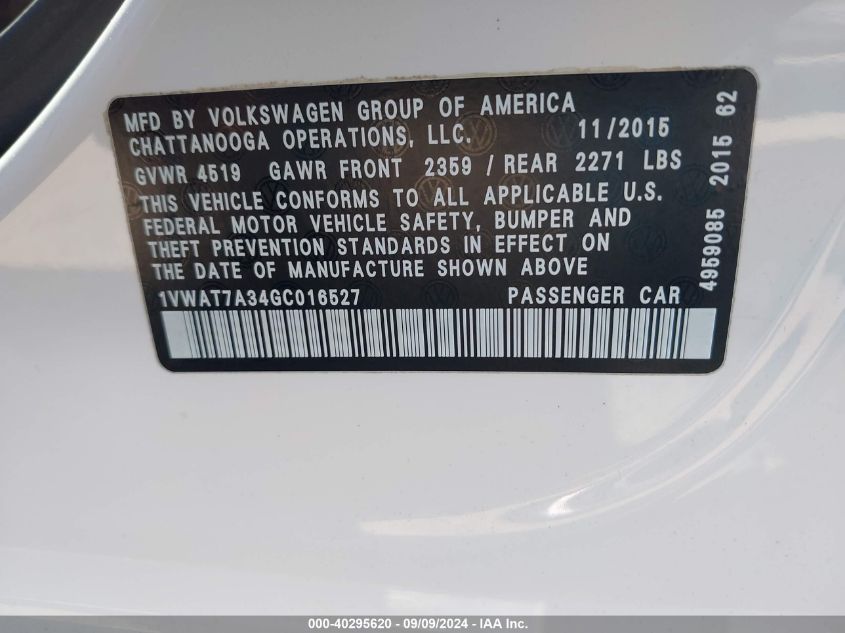 MFD BY VOLKSWAGEN GROUP OF AMERICA
CHATTANOOGA OPERATIONS, LLC. 11/2015
GVWR 4519 GAWR FRONT 2359 / REAR 2271 LBS
THIS VEHICLE CONFORMS TO ALL APPLICABLE U.S.
FEDERAL MOTOR VEHICLE SAFETY, BUMPER AND
THEFT PREVENTION STANDARDS IN EFFECT ON
THE DATE OF MANUFACTURE SHOWN ABOVE
1VWAT7A34GC016527 PASSENGER CAR
4959085 2015 62
000-40295620 - 09/09/2024 - IAA Inc.